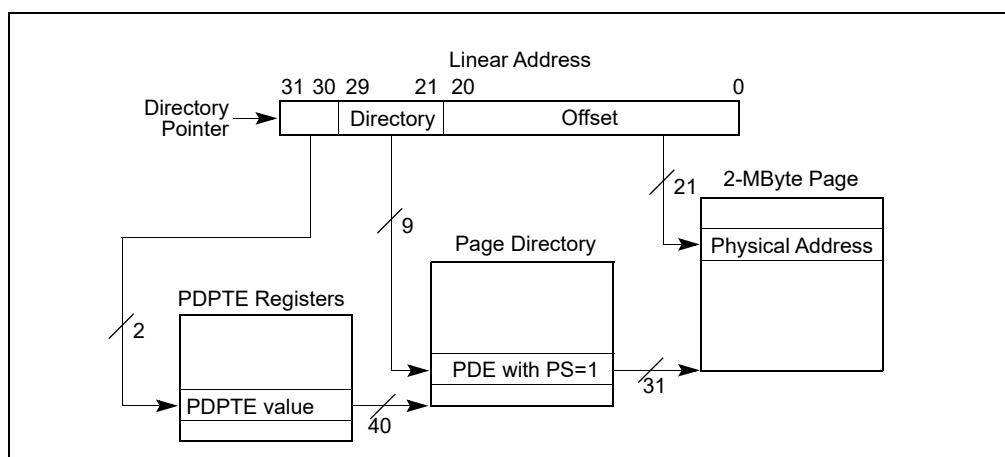 Linear Address
31 30 29 21 20 0
Directory Pointer
Directory
Offset
21
2-MByte Page
9
Page Directory
Physical Address
PDPTE Registers
2
PDE with PS=1
31
PDPTE value
40